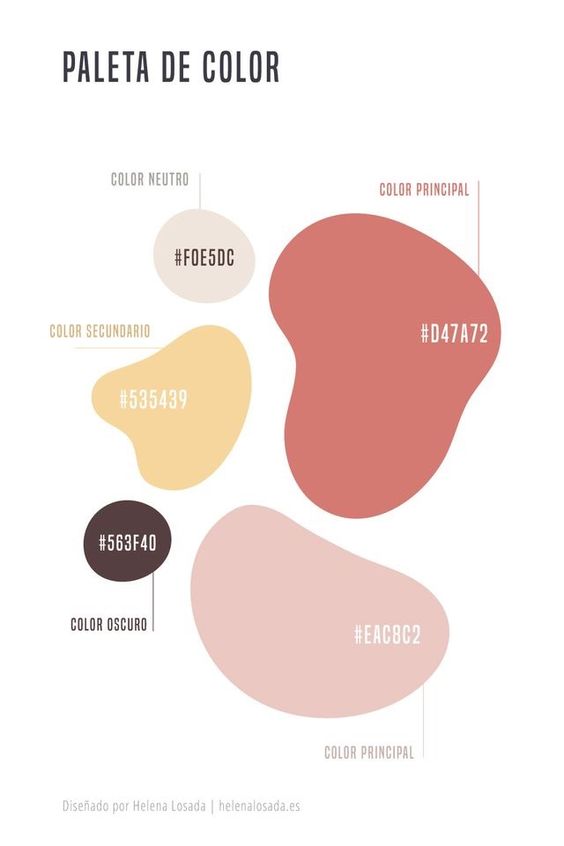 PALETA DE COLOR
COLOR NEUTRO
COLOR PRINCIPAL
#F0E5DC
COLOR SECUNDARIO
#D47A72
#535439
#563F40
COLOR OSCURO
#EAC8C2
COLOR PRINCIPAL
Diseñado por Helena Losada | helenalosada.es